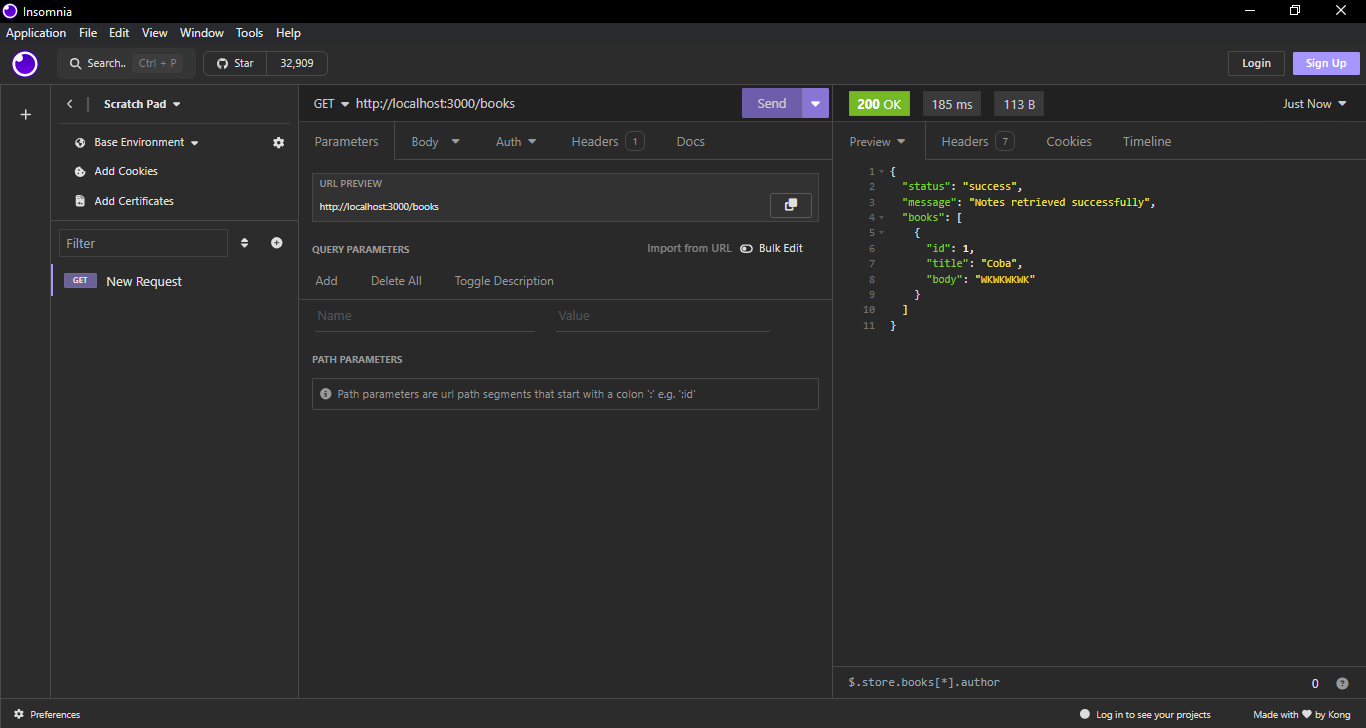 Insomnia
Application File Edit View Window Tools Help
Search.. Ctrl + P Star 32,909 Login Sign Up
Scratch Pad GET http://localhost:3000/books Send 200 OK 185 ms 113 B Just Now
Base Environment Parameters Body Auth Headers 1 Docs Preview Headers 7 Cookies Timeline
Add Cookies
Add Certificates
Filter
GET New Request
URL PREVIEW
http://localhost:3000/books
QUERY PARAMETERS Import from URL Bulk Edit
Add Delete All Toggle Description
Name Value
PATH PARAMETERS
Path parameters are url path segments that start with a colon ':' e.g. ':id'
1 {
2 "status": "success",
3 "message": "Notes retrieved successfully",
4 "books": [
5 {
6 "id": 1,
7 "title": "Coba",
8 "body": "WKWKWKWK"
9 }
10 ]
11 }
$.store.books[*].author 0
Preferences Log in to see your projects Made with ♥ by Kong